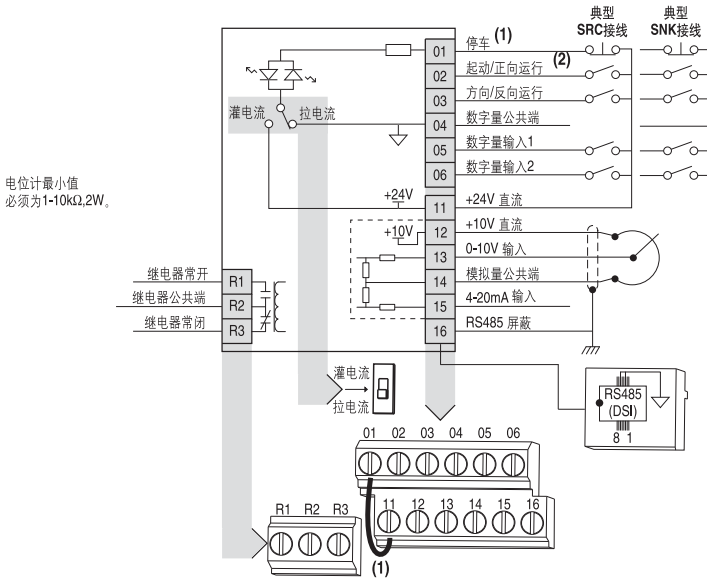 典型
SRC接线
典型
SNK接线
01 停车 (1)
(2)
02 起动/正向运行
03 方向/反向运行
灌电流 拉电流
04 数字量公共端
05 数字量输入1
06 数字量输入2
电位计最小值
必须为1-10kΩ,2W。
+24V
11 +24V 直流
+10V
12 +10V 直流
13 0-10V 输入
14 模拟量公共端
15 4-20mA 输入
16 RS485 屏蔽
继电器常开 R1
继电器公共端 R2
继电器常闭 R3
灌电流
拉电流
RS485
(DSI)
8 1
01 02 03 04 05 06
11 12 13 14 15 16
R1 R2 R3
(1)